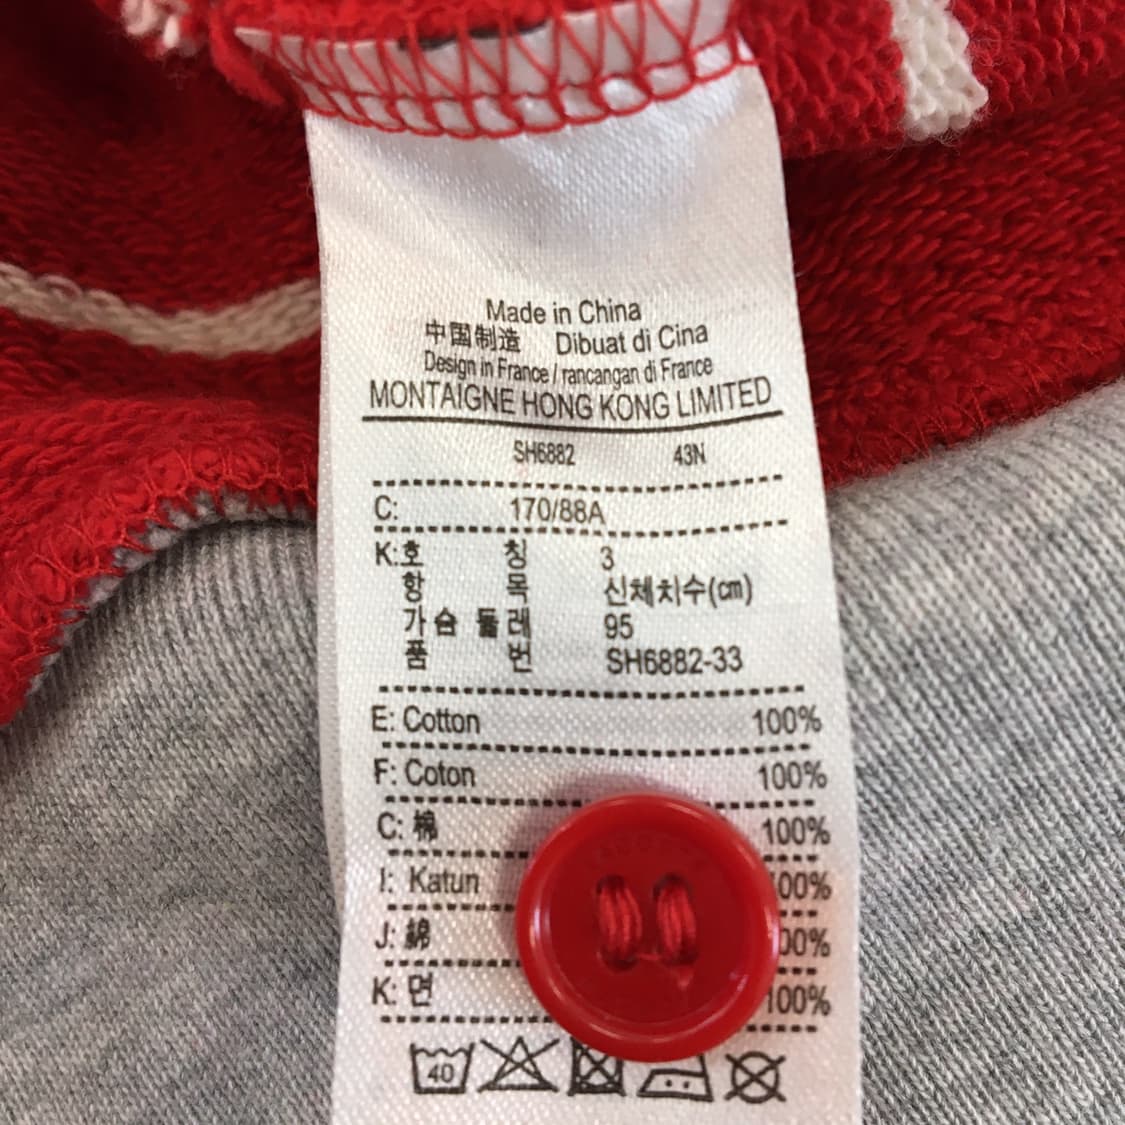 Made in China
中国制造 Dibuat di Cina
Design in France / rancangan di France
MONTAIGNE HONG KONG LIMITED
SH6882 43N
C: 170/88A
K:호 칭 3
항 목 신체치수(cm)
가슴둘레 95
품 번 SH6882-33
E: Cotton 100%
F: Coton 100%
C: 棉 100%
I: Katun 00%
J: 綿 00%
K: 면 100%
40